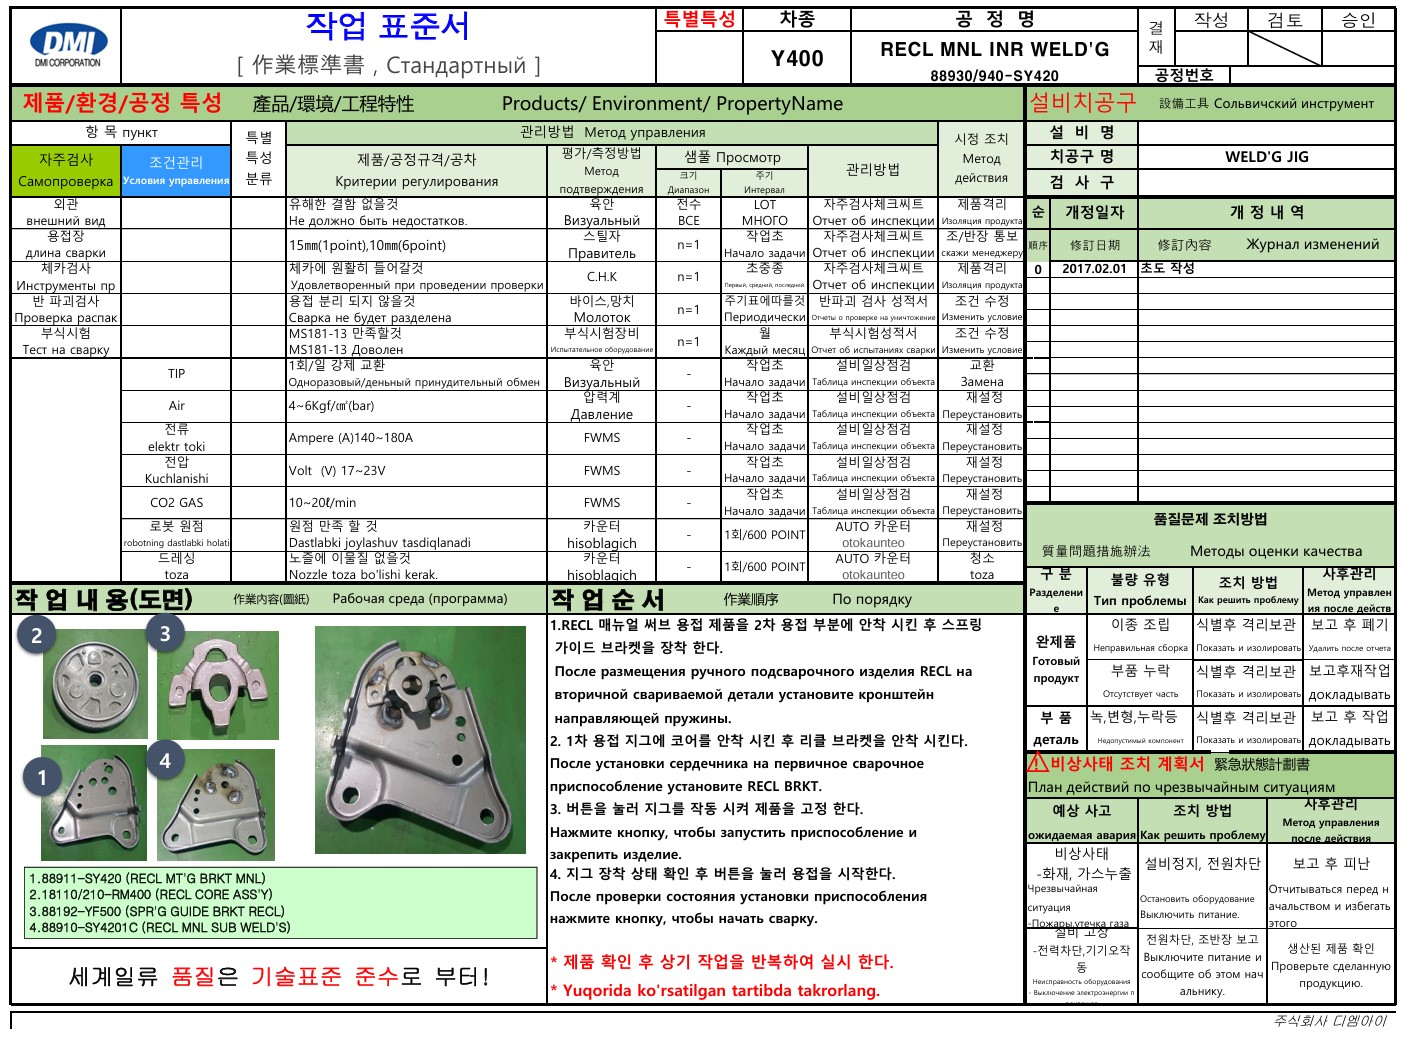 DMI
DMI CORPORATION
작업 표준서
[ 作業標準書 , Стандартный ]
특별특성
차종
Y400
공 정 명
RECL MNL INR WELD'G
88930/940-SY420
결재
작성
검토
승인
공정번호
제품/환경/공정 특성 產品/環境/工程特性 Products/ Environment/ PropertyName
항 목 пункт
특별
특성
분류
관리방법 Метод управления
시정 조치
Метод
действия
자주검사
Самопроверка
조건관리
Условия управления
제품/공정규격/공차
Критерии регулирования
평가/측정방법
Метод
подтверждения
샘풀 Просмотр
크기
Диапазон
주기
Интервал
관리방법
외관
внешний вид
유해한 결함 없을것
Не должно быть недостатков.
육안
Визуальный
전수
ВСЕ
LOT
МНОГО
자주검사체크씨트
Отчет об инспекции
제품격리
Изоляция продукта
용접장
длина сварки
15㎜(1point),10㎜(6point)
스틸자
Правитель
n=1
작업초
Начало задачи
자주검사체크씨트
Отчет об инспекции
조/반장 통보
скажи менеджеру
체카검사
Инструменты пр
체카에 원활히 들어갈것
Удовлетворенный при проведении проверки
C.H.K
n=1
초중종
Первый, средний, последний.
자주검사체크씨트
Отчет об инспекции
제품격리
Изоляция продукта
반 파괴검사
Проверка распак
용접 분리 되지 않을것
Сварка не будет разделена
바이스,망치
Молоток
n=1
주기표에따를것
Периодически
반파괴 검사 성적서
Отчеты о проверке на уничтожение
조건 수정
Изменить условие
부식시험
Тест на сварку
MS181-13 만족할것
MS181-13 Доволен
부식시험장비
Испытательное оборудование
n=1
월
Каждый месяц
부식시험성적서
Отчет об испытаниях сварки
조건 수정
Изменить условие
TIP
1회/일 강제 교환
Одноразовый/деньный принудительный обмен
육안
Визуальный
-
작업초
Начало задачи
설비일상점검
Таблица инспекции объекта
교환
Замена
Air
4~6Kgf/㎠(bar)
압력계
Давление
-
작업초
Начало задачи
설비일상점검
Таблица инспекции объекта
재설정
Переустановить
전류
elektr toki
Ampere (A)140~180A
FWMS
-
작업초
Начало задачи
설비일상점검
Таблица инспекции объекта
재설정
Переустановить
전압
Kuchlanishi
Volt (V) 17~23V
FWMS
-
작업초
Начало задачи
설비일상점검
Таблица инспекции объекта
재설정
Переустановить
CO2 GAS
10~20ℓ/min
FWMS
-
작업초
Начало задачи
설비일상점검
Таблица инспекции объекта
재설정
Переустановить
로봇 원점
robotning dastlabki holati
원점 만족 할 것
Dastlabki joylashuv tasdiqlanadi
카운터
hisoblagich
-
1회/600 POINT
AUTO 카운터
otokaunteo
재설정
Переустановить
드레싱
toza
노즐에 이물질 없을것
Nozzle toza bo'lishi kerak.
카운터
hisoblagich
-
1회/600 POINT
AUTO 카운터
otokaunteo
청소
toza
설비치공구 設備工具 Сольвичский инструмент
설 비 명
치공구 명
WELD'G JIG
검 사 구
순
개정일자
개 정 내 역
順序
修訂日期
修訂內容 Журнал изменений
0
2017.02.01
초도 작성
품질문제 조치방법
質量問題措施辦法 Методы оценки качества
구 분
Разделени
е
불량 유형
Тип проблемы
조치 방법
Как решить проблему
사후관리
Метод управлен
ия после действ
완제품
Готовый
продукт
이종 조립
Неправильная сборка
식별후 격리보관
Показать и изолировать
보고 후 폐기
Удалить после отчета
부품 누락
Отсутствует часть
식별후 격리보관
Показать и изолировать
보고후재작업
докладывать
부 품
деталь
녹,변형,누락등
Недопустимый компонент
식별후 격리보관
Показать и изолировать
보고 후 작업
докладывать
비상사태 조치 계획서 緊急狀態計劃書
План действий по чрезвычайным ситуациям
예상 사고
ожидаемая авария
조치 방법
Как решить проблему
사후관리
Метод управления
после действия
비상사태
-화재, 가스누출
Чрезвычайная
ситуация
-Пожары,утечка газа
설비정지, 전원차단
Остановить оборудование
Выключить питание.
보고 후 피난
Отчитываться перед н
ачальством и избегать
этого
설비 고장
-전력차단,기기오작
동
Неисправность оборудования
- Выключение электроэнергии п
전원차단, 조반장 보고
Выключите питание и
сообщите об этом нач
альнику.
생산된 제품 확인
Проверьте сделанную
продукцию.
작 업 내 용(도면) 作業内容(圖紙) Рабочая среда (программа)
2
3
1
4
1.88911-SY420 (RECL MT'G BRKT MNL)
2.18110/210-RM400 (RECL CORE ASS'Y)
3.88192-YF500 (SPR'G GUIDE BRKT RECL)
4.88910-SY4201C (RECL MNL SUB WELD'S)
세계일류 품질은 기술표준 준수로 부터!
작 업 순 서 作業順序 По порядку
1.RECL 매뉴얼 써브 용접 제품을 2차 용접 부분에 안착 시킨 후 스프링
가이드 브라켓을 장착 한다.
После размещения ручного подсварочного изделия RECL на
вторичной свариваемой детали установите кронштейн
направляющей пружины.
2. 1차 용접 지그에 코어를 안착 시킨 후 리클 브라켓을 안착 시킨다.
После установки сердечника на первичное сварочное
приспособление установите RECL BRKT.
3. 버튼을 눌러 지그를 작동 시켜 제품을 고정 한다.
Нажмите кнопку, чтобы запустить приспособление и
закрепить изделие.
4. 지그 장착 상태 확인 후 버튼을 눌러 용접을 시작한다.
После проверки состояния установки приспособления
нажмите кнопку, чтобы начать сварку.
* 제품 확인 후 상기 작업을 반복하여 실시 한다.
* Yuqorida ko'rsatilgan tartibda takrorlang.
주식회사 디엠아이